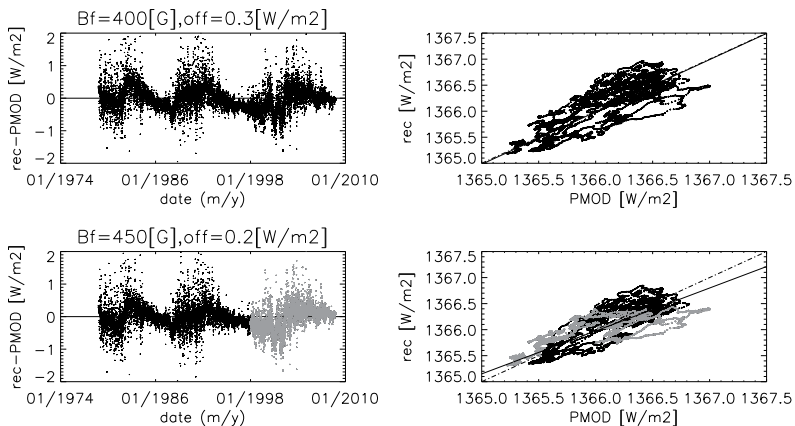 Bf=400[G],off=0.3[W/m2]
rec-PMOD [W/m2]
2
1
0
-1
-2
01/1974 01/1986 01/1998 01/2010
date (m/y)
rec [W/m2]
1367.5
1367.0
1366.5
1366.0
1365.5
1365.0
1365.0 1365.5 1366.0 1366.5 1367.0 1367.5
PMOD [W/m2]
Bf=450[G],off=0.2[W/m2]
rec-PMOD [W/m2]
2
1
0
-1
-2
01/1974 01/1986 01/1998 01/2010
date (m/y)
rec [W/m2]
1367.5
1367.0
1366.5
1366.0
1365.5
1365.0
1365.0 1365.5 1366.0 1366.5 1367.0 1367.5
PMOD [W/m2]